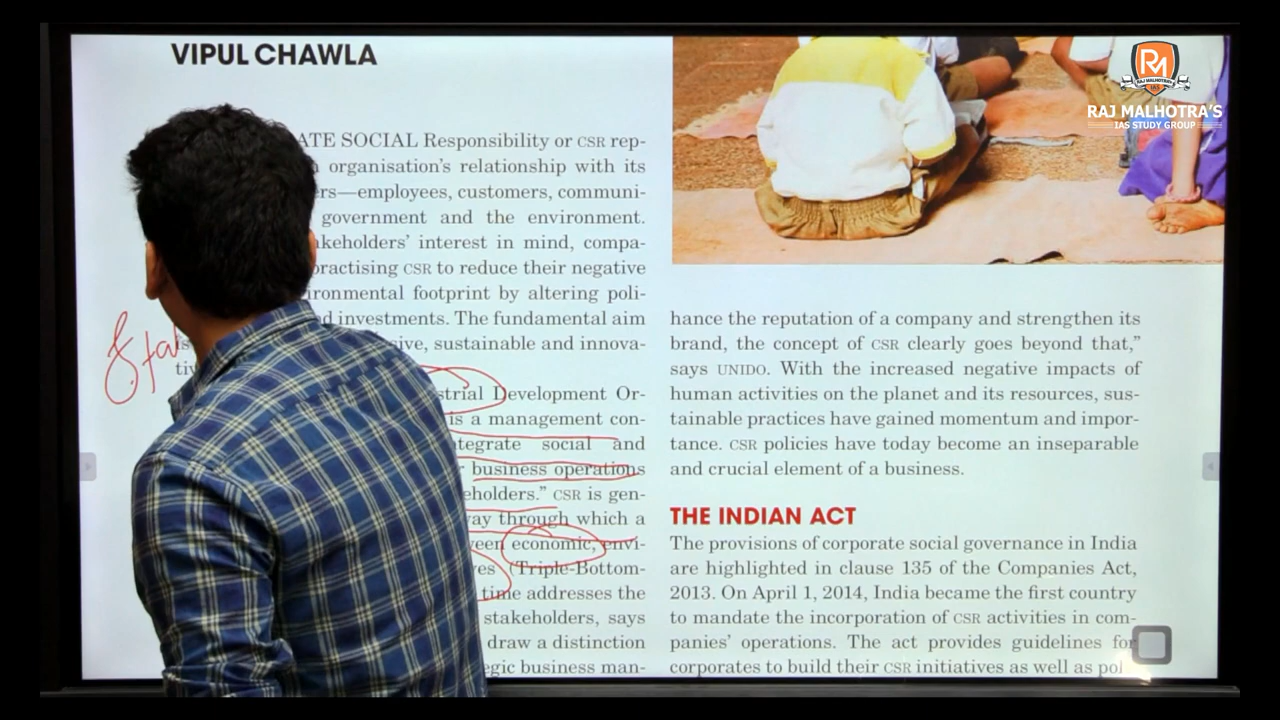 VIPUL CHAWLA
RM
RAJ MALHOTRA'S
IAS
RAJ MALHOTRA'S
IAS STUDY GROUP
ATE SOCIAL Responsibility or CSR rep-
organisation's relationship with its
ers—employees, customers, communi-
government and the environment.
akeholders' interest in mind, compa-
practising CSR to reduce their negative
ironmental footprint by altering poli-
nd investments. The fundamental aim
is sive, sustainable and innova-
tiv
strial Development Or-
is a management con-
ntegrate social and
business operations
eholders." CSR is gen-
way through which a
ween economic, envi-
ves (Triple-Bottom-
time addresses the
stakeholders, says
draw a distinction
egic business man-
hance the reputation of a company and strengthen its
brand, the concept of CSR clearly goes beyond that,"
says UNIDO. With the increased negative impacts of
human activities on the planet and its resources, sus-
tainable practices have gained momentum and impor-
tance. CSR policies have today become an inseparable
and crucial element of a business.
THE INDIAN ACT
The provisions of corporate social governance in India
are highlighted in clause 135 of the Companies Act,
2013. On April 1, 2014, India became the first country
to mandate the incorporation of CSR activities in com-
panies' operations. The act provides guidelines for
corporates to build their CSR initiatives as well as pol